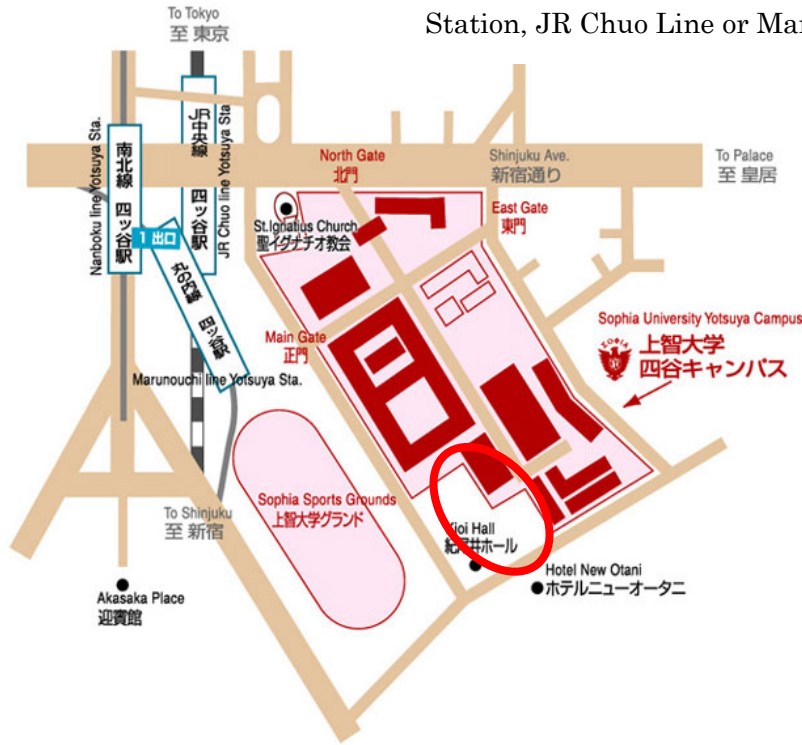 Station, JR Chuo Line or Mar
To Tokyo
至 東京
Nanboku line Yotsuya Sta.
南北線 四ッ谷駅
JR中央線 四ッ谷駅
JR Chuo line Yotsuya Sta.
1 出口
丸の内線 四ッ谷駅
Marunouchi line Yotsuya Sta.
North Gate
北門
Shinjuku Ave.
新宿通り
To Palace
至 皇居
St.Ignatius Church
聖イグナチオ教会
East Gate
東門
Main Gate
正門
Sophia University Yotsuya Campus
SOPHIA
上智大学
四谷キャンパス
Sophia Sports Grounds
上智大学グランド
To Shinjuku
至 新宿
Kioi Hall
紀尾井ホール
Hotel New Otani
ホテルニューオータニ
Akasaka Place
迎賓館